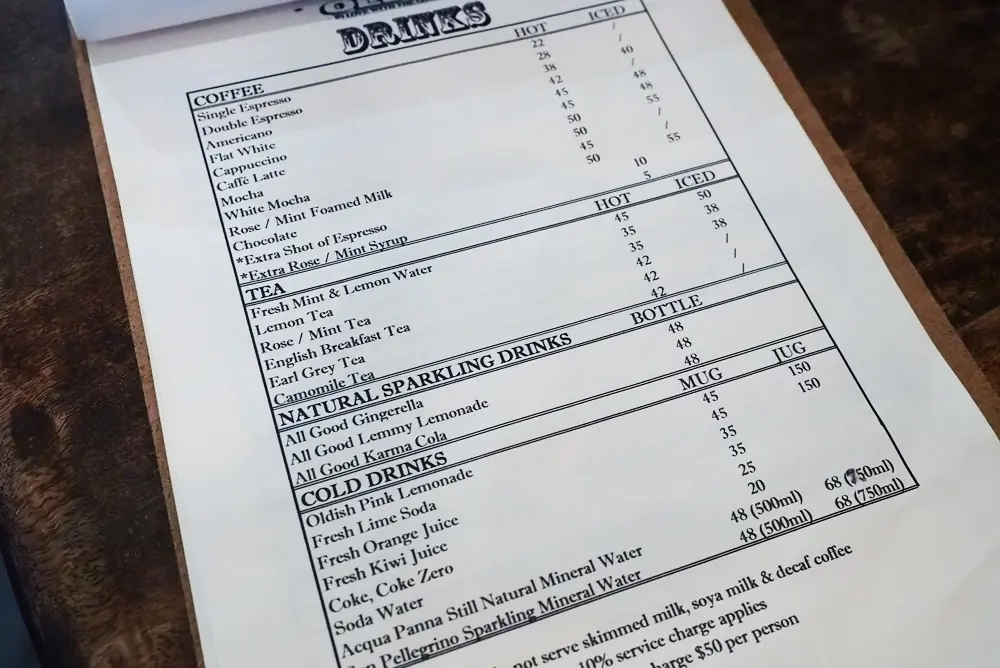 DRINKS
COFFEE HOT ICED
Single Espresso 22 /
Double Espresso 28 /
Americano 38 40
Flat White 42 /
Cappuccino 45 48
Caffé Latte 45 48
Mocha 50 55
White Mocha 50 /
Rose / Mint Foamed Milk 45 /
Chocolate 50 55
*Extra Shot of Espresso 10
*Extra Rose / Mint Syrup 5
TEA HOT ICED
Fresh Mint & Lemon Water 45 50
Lemon Tea 35 38
Rose / Mint Tea 35 38
English Breakfast Tea 42 /
Earl Grey Tea 42 /
Camomile Tea 42 /
NATURAL SPARKLING DRINKS BOTTLE
All Good Gingerella 48
All Good Lemmy Lemonade 48
All Good Karma Cola 48
COLD DRINKS MUG JUG
Oldish Pink Lemonade 45 150
Fresh Lime Soda 45 150
Fresh Orange Juice 35
Fresh Kiwi Juice 35
Coke, Coke Zero 25
Soda Water 20
Acqua Panna Still Natural Mineral Water 48 (500ml) 68 (750ml)
Pellegrino Sparkling Mineral Water 48 (500ml) 68 (750ml)
not serve skimmed milk, soya milk & decaf coffee
10% service charge applies
$50 per person